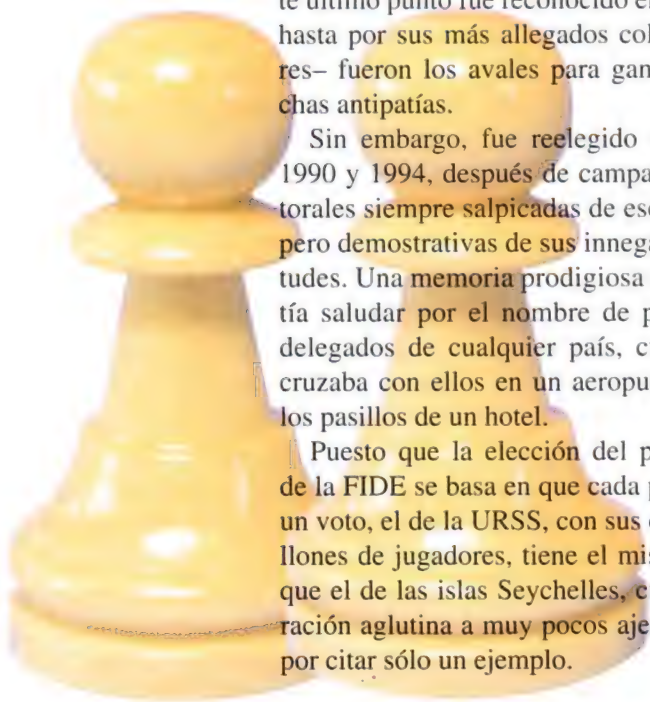 te último punto fue reconocido el
hasta por sus más allegados col
res– fueron los avales para gan
chas antipatías.
Sin embargo, fue reelegido
1990 y 1994, después de campa
torales siempre salpicadas de esc
pero demostrativas de sus innega
tudes. Una memoria prodigiosa
tía saludar por el nombre de p
delegados de cualquier país, c
cruzaba con ellos en un aeropu
los pasillos de un hotel.
Puesto que la elección del p
de la FIDE se basa en que cada p
un voto, el de la URSS, con sus
llones de jugadores, tiene el mis
que el de las islas Seychelles, c
ración aglutina a muy pocos aje
por citar sólo un ejemplo.